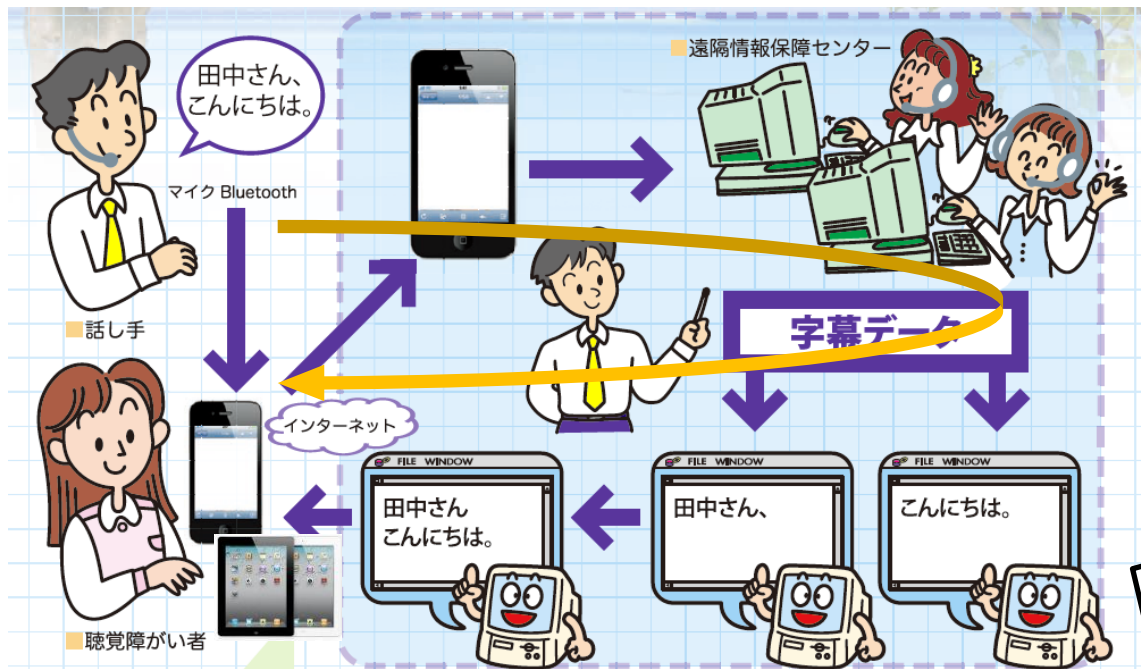 田中さん、
こんにちは。
遠隔情報保障センター
マイク Bluetooth
話し手
字幕データ
インターネット
FILE WINDOW
田中さん
こんにちは。
FILE WINDOW
田中さん、
FILE WINDOW
こんにちは。
聴覚障がい者